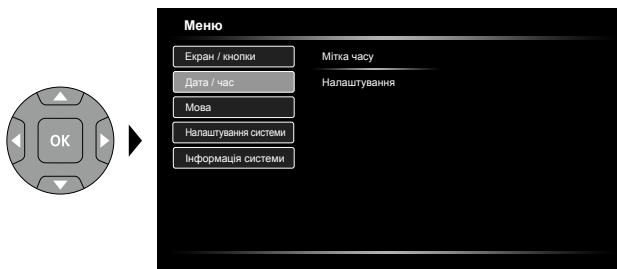 Меню
Екран / кнопки
Мітка часу
Дата / час
Налаштування
Мова
Налаштування системи
Інформація системи
OK